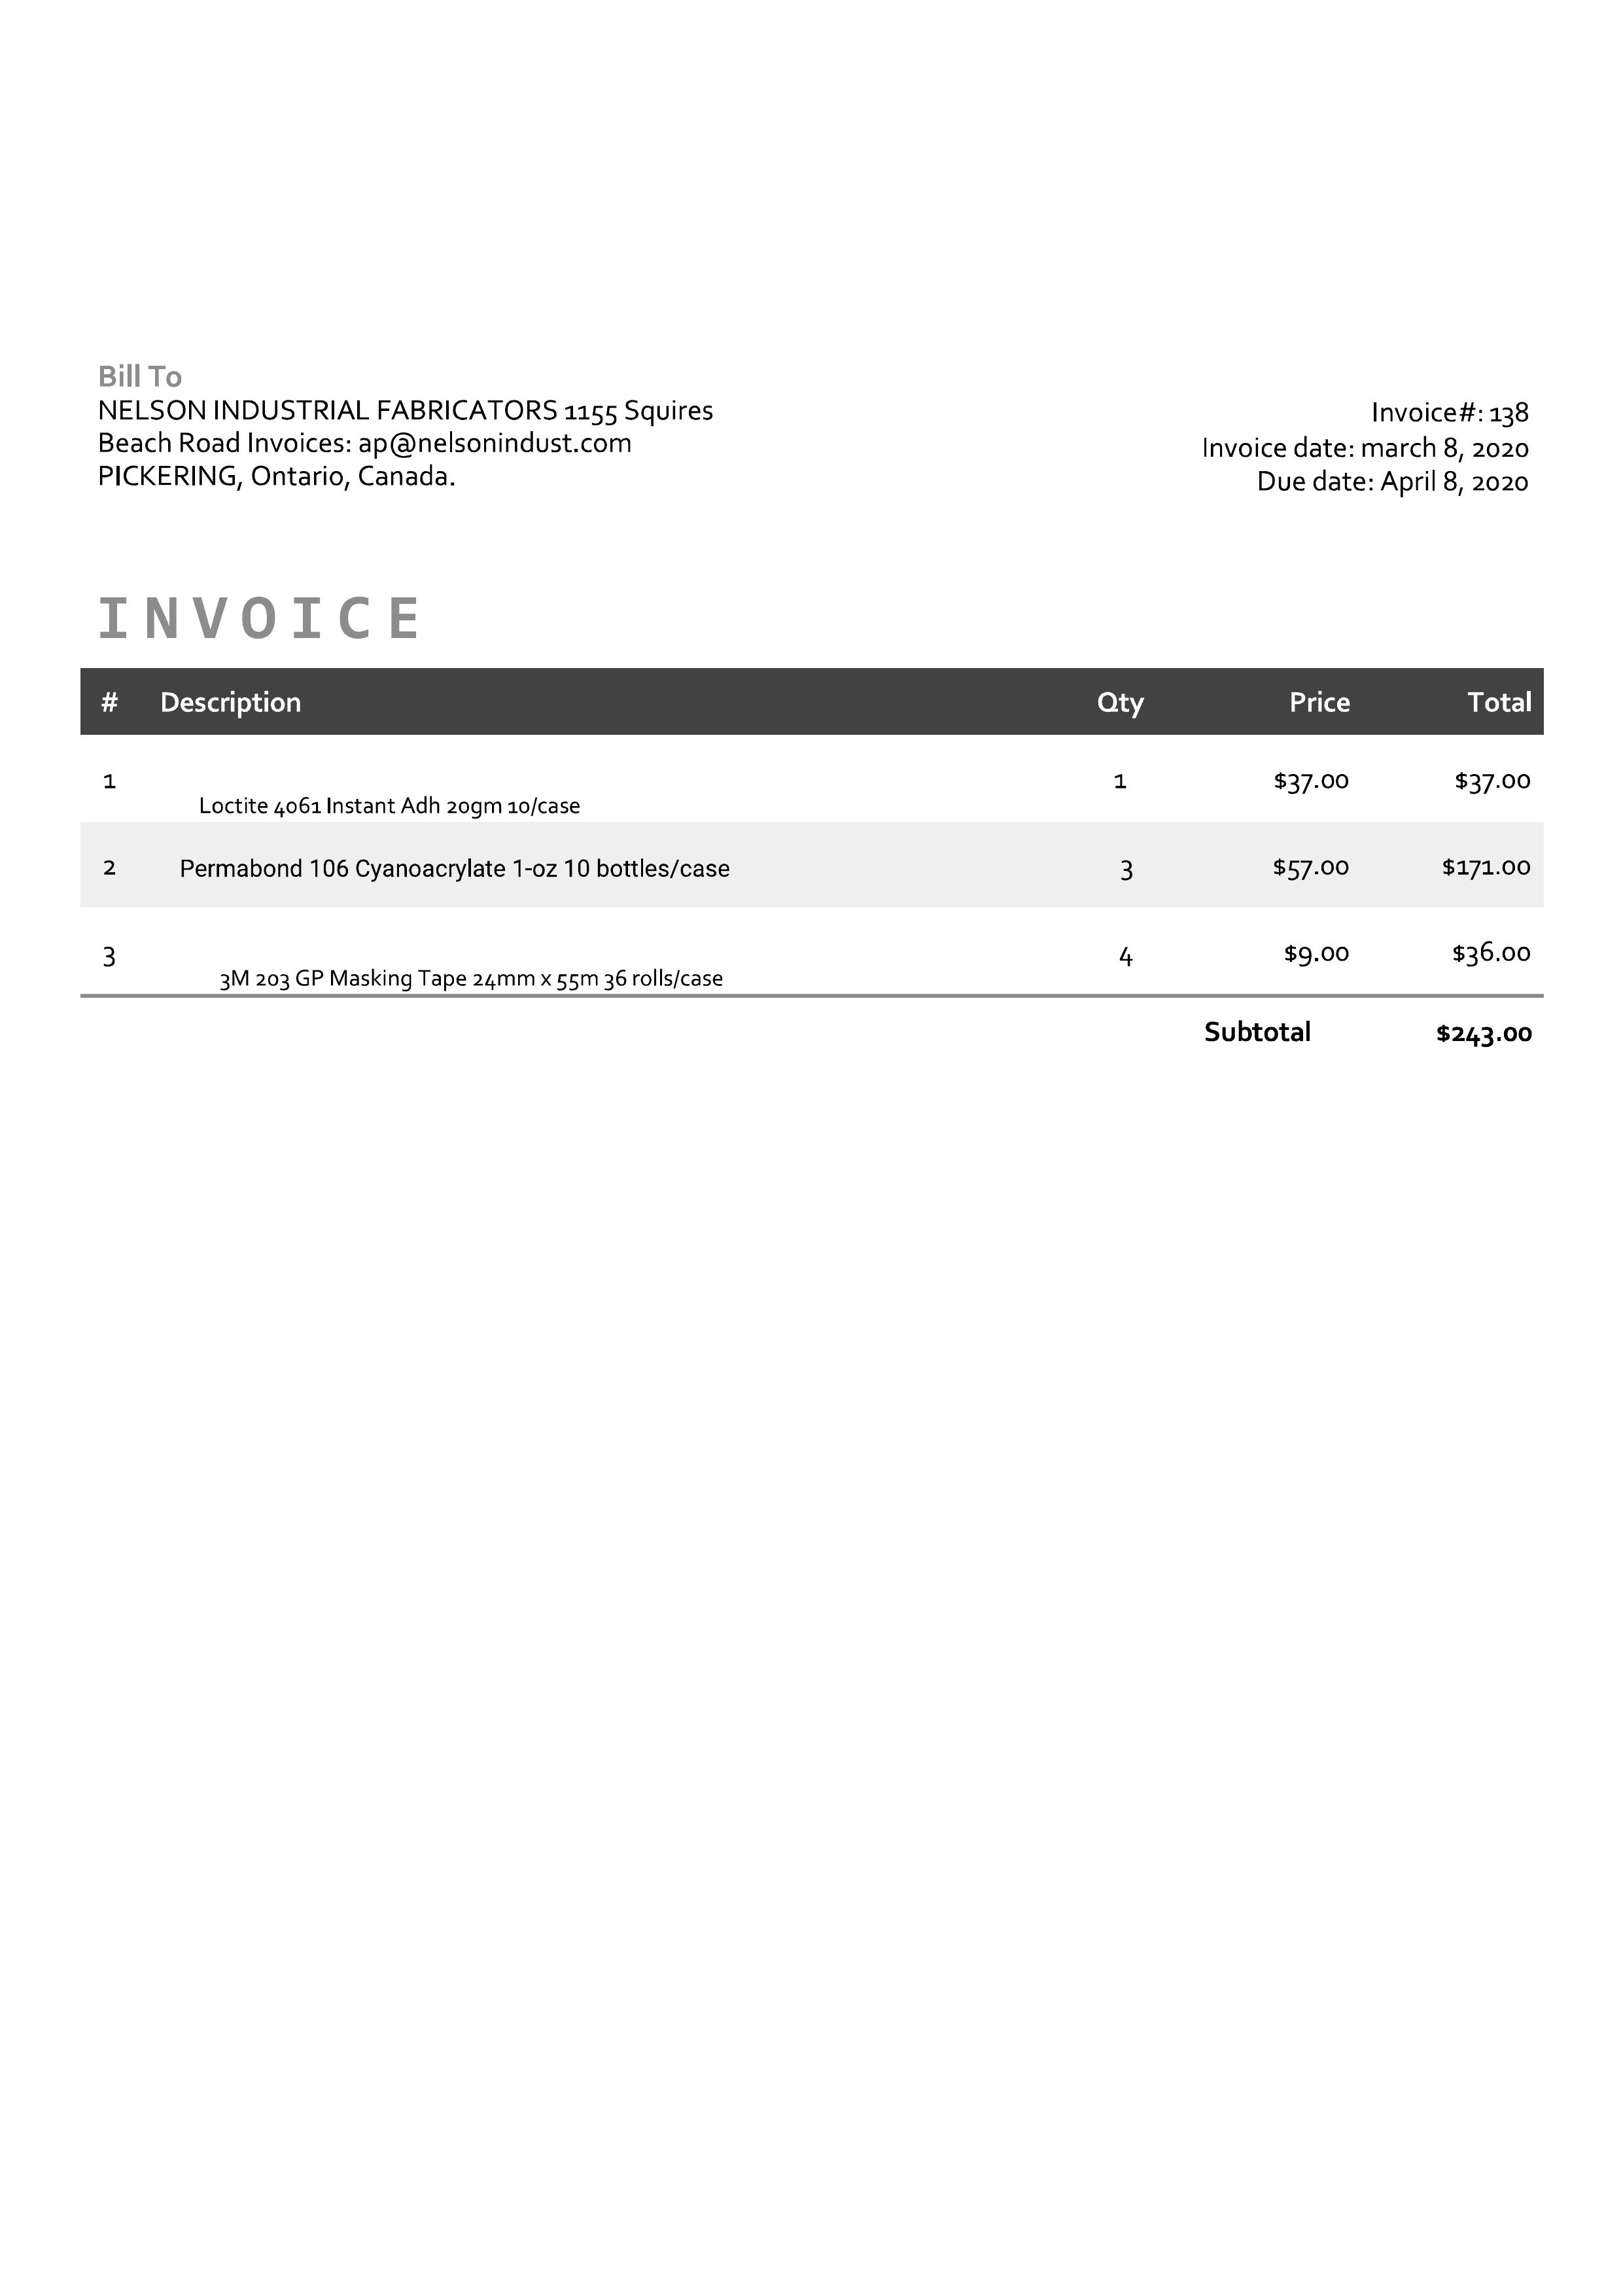 Bill To
NELSON INDUSTRIAL FABRICATORS 1155 Squires
Beach Road Invoices: ap@nelsonindust.com
PICKERING, Ontario, Canada.
Invoice#: 138
Invoice date: march 8, 2020
Due date: April 8, 2020
INVOICE
# Description Qty Price Total
1 Loctite 4061 Instant Adh 20gm 10/case 1 $37.00 $37.00
2 Permabond 106 Cyanoacrylate 1-oz 10 bottles/case 3 $57.00 $171.00
3 3M 203 GP Masking Tape 24mm x 55m 36 rolls/case 4 $9.00 $36.00
Subtotal $243.00